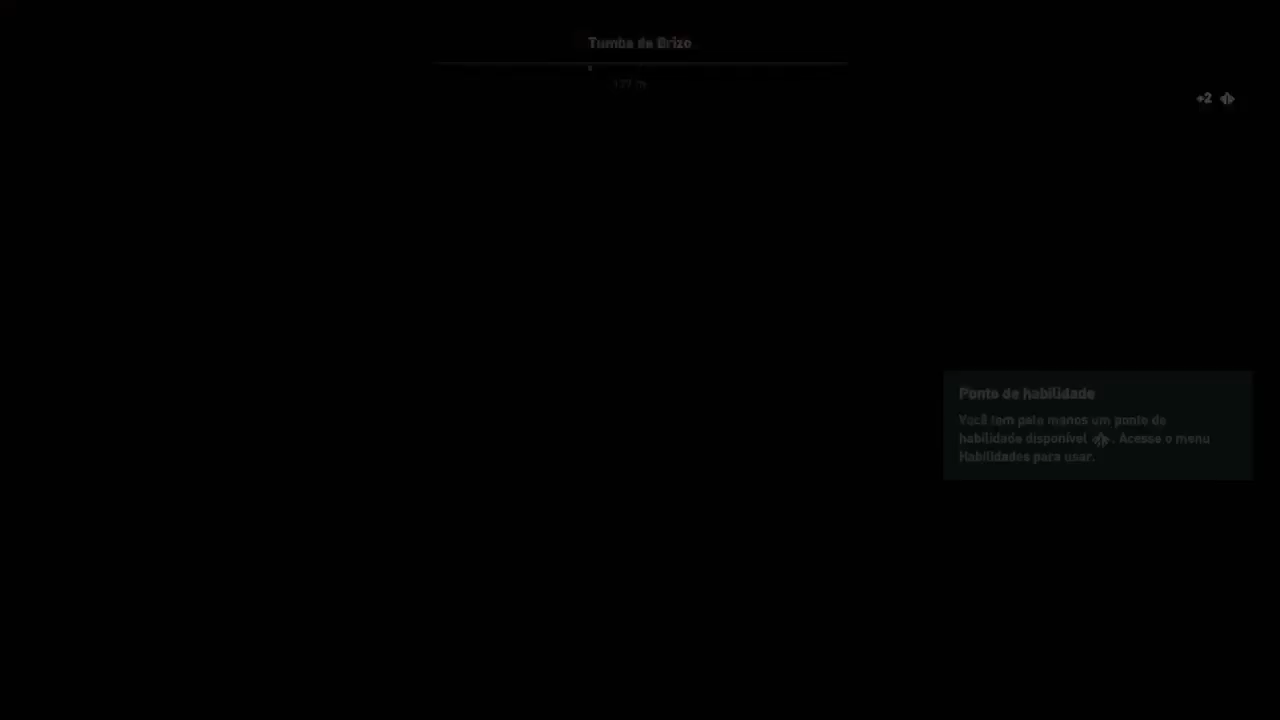 Tumba de Brizo
+2
Ponto de habilidade
Você tem pelo menos um ponto de
habilidade disponível . Acesse o menu
Habilidades para usar.